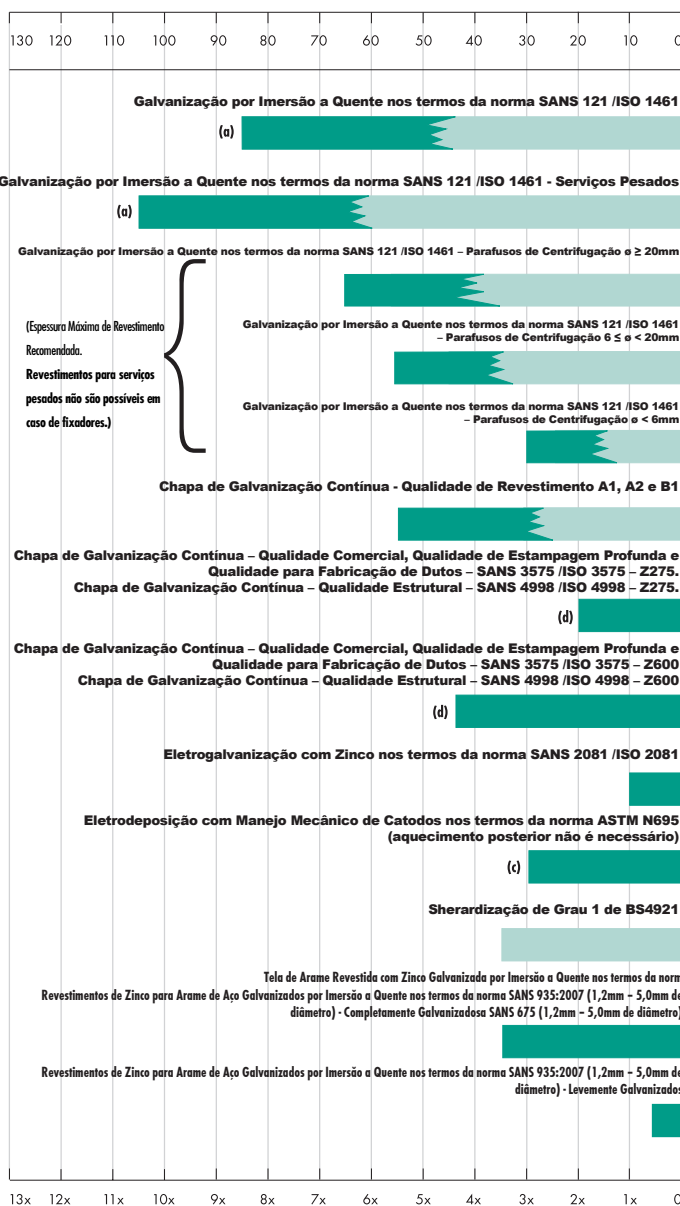 130 120 110 100 90 80 70 60 50 40 30 20 10 0
Galvanização por Imersão a Quente nos termos da norma SANS 121 /ISO 1461
(a)
Galvanização por Imersão a Quente nos termos da norma SANS 121 /ISO 1461 - Serviços Pesados
(a)
Galvanização por Imersão a Quente nos termos da norma SANS 121 /ISO 1461 – Parafusos de Centrifugação ø ≥ 20mm
(Espessura Máxima de Revestimento
Recomendada.
Revestimentos para serviços
pesados não são possíveis em
caso de fixadores.)
Galvanização por Imersão a Quente nos termos da norma SANS 121 /ISO 1461
– Parafusos de Centrifugação 6 ≤ ø < 20mm
Galvanização por Imersão a Quente nos termos da norma SANS 121 /ISO 1461
– Parafusos de Centrifugação ø < 6mm
Chapa de Galvanização Contínua - Qualidade de Revestimento A1, A2 e B1
Chapa de Galvanização Contínua – Qualidade Comercial, Qualidade de Estampagem Profunda e
Qualidade para Fabricação de Dutos – SANS 3575 /ISO 3575 – Z275.
Chapa de Galvanização Contínua – Qualidade Estrutural – SANS 4998 /ISO 4998 – Z275.
(d)
Chapa de Galvanização Contínua – Qualidade Comercial, Qualidade de Estampagem Profunda e
Qualidade para Fabricação de Dutos – SANS 3575 /ISO 3575 – Z600
Chapa de Galvanização Contínua – Qualidade Estrutural – SANS 4998 /ISO 4998 – Z600
(d)
Eletrogalvanização com Zinco nos termos da norma SANS 2081 /ISO 2081
Eletrodeposição com Manejo Mecânico de Catodos nos termos da norma ASTM N695
(aquecimento posterior não é necessário)
(c)
Sherardização de Grau 1 de BS4921
Tela de Arame Revestida com Zinco Galvanizada por Imersão a Quente nos termos da norm
Revestimentos de Zinco para Arame de Aço Galvanizados por Imersão a Quente nos termos da norma SANS 935:2007 (1,2mm – 5,0mm de
diâmetro) - Completamente Galvanizadosa SANS 675 (1,2mm – 5,0mm de diâmetro)
Revestimentos de Zinco para Arame de Aço Galvanizados por Imersão a Quente nos termos da norma SANS 935:2007 (1,2mm – 5,0mm de
diâmetro) - Levemente Galvanizados
13x 12x 11x 10x 9x 8x 7x 6x 5x 4x 3x 2x 1x 0